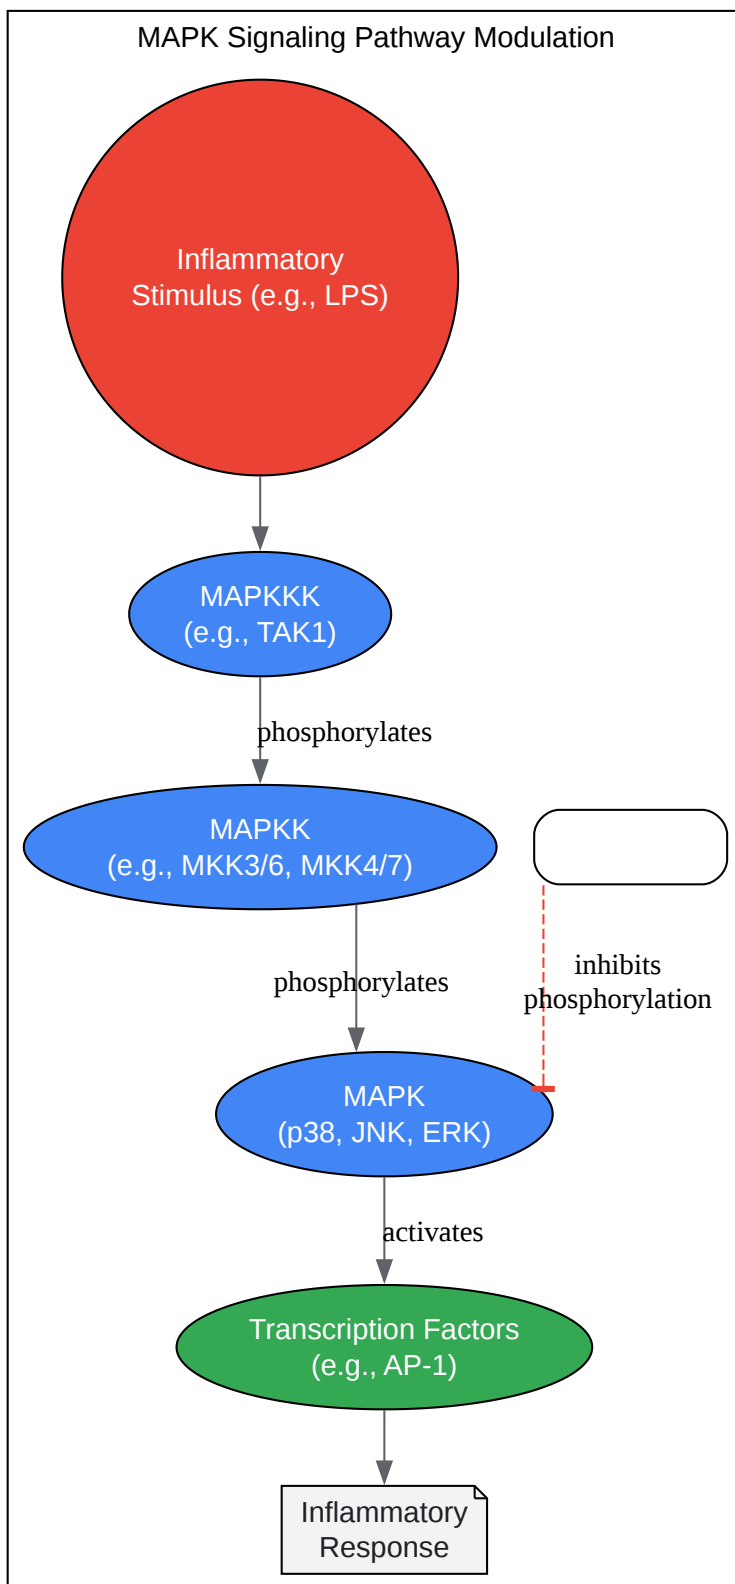 MAPK Signaling Pathway Modulation
Inflammatory
Stimulus (e.g., LPS)
MAPKKK
(e.g., TAK1)
phosphorylates
MAPKK
(e.g., MKK3/6, MKK4/7)
phosphorylates
inhibits
phosphorylation
MAPK
(p38, JNK, ERK)
activates
Transcription Factors
(e.g., AP-1)
Inflammatory
Response